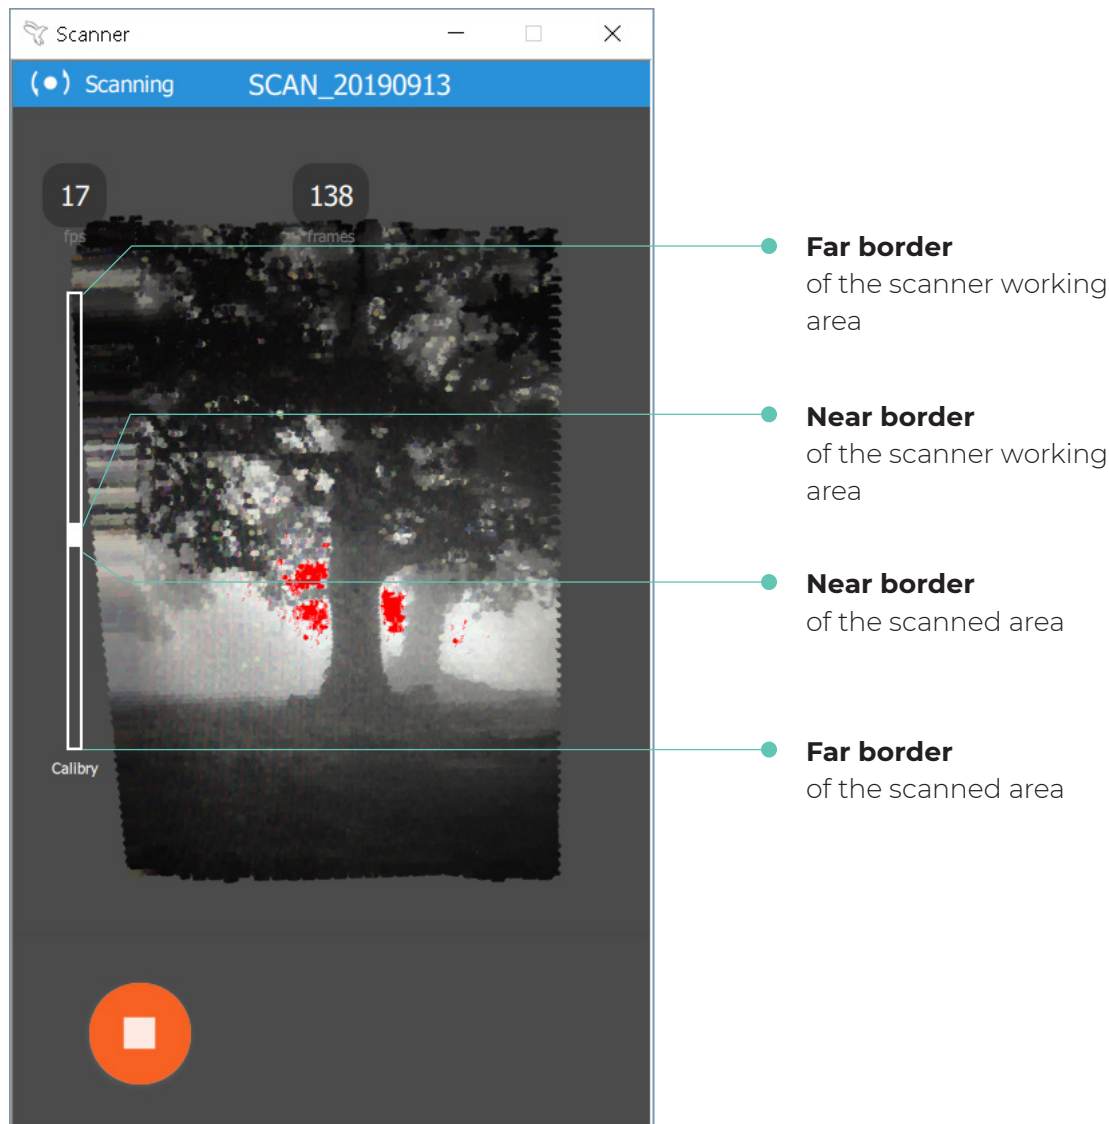 Scanner
Scanning SCAN_20190913
17 138
fps frames
Far border
of the scanner working
area
Near border
of the scanner working
area
Near border
of the scanned area
Far border
of the scanned area
Calibry